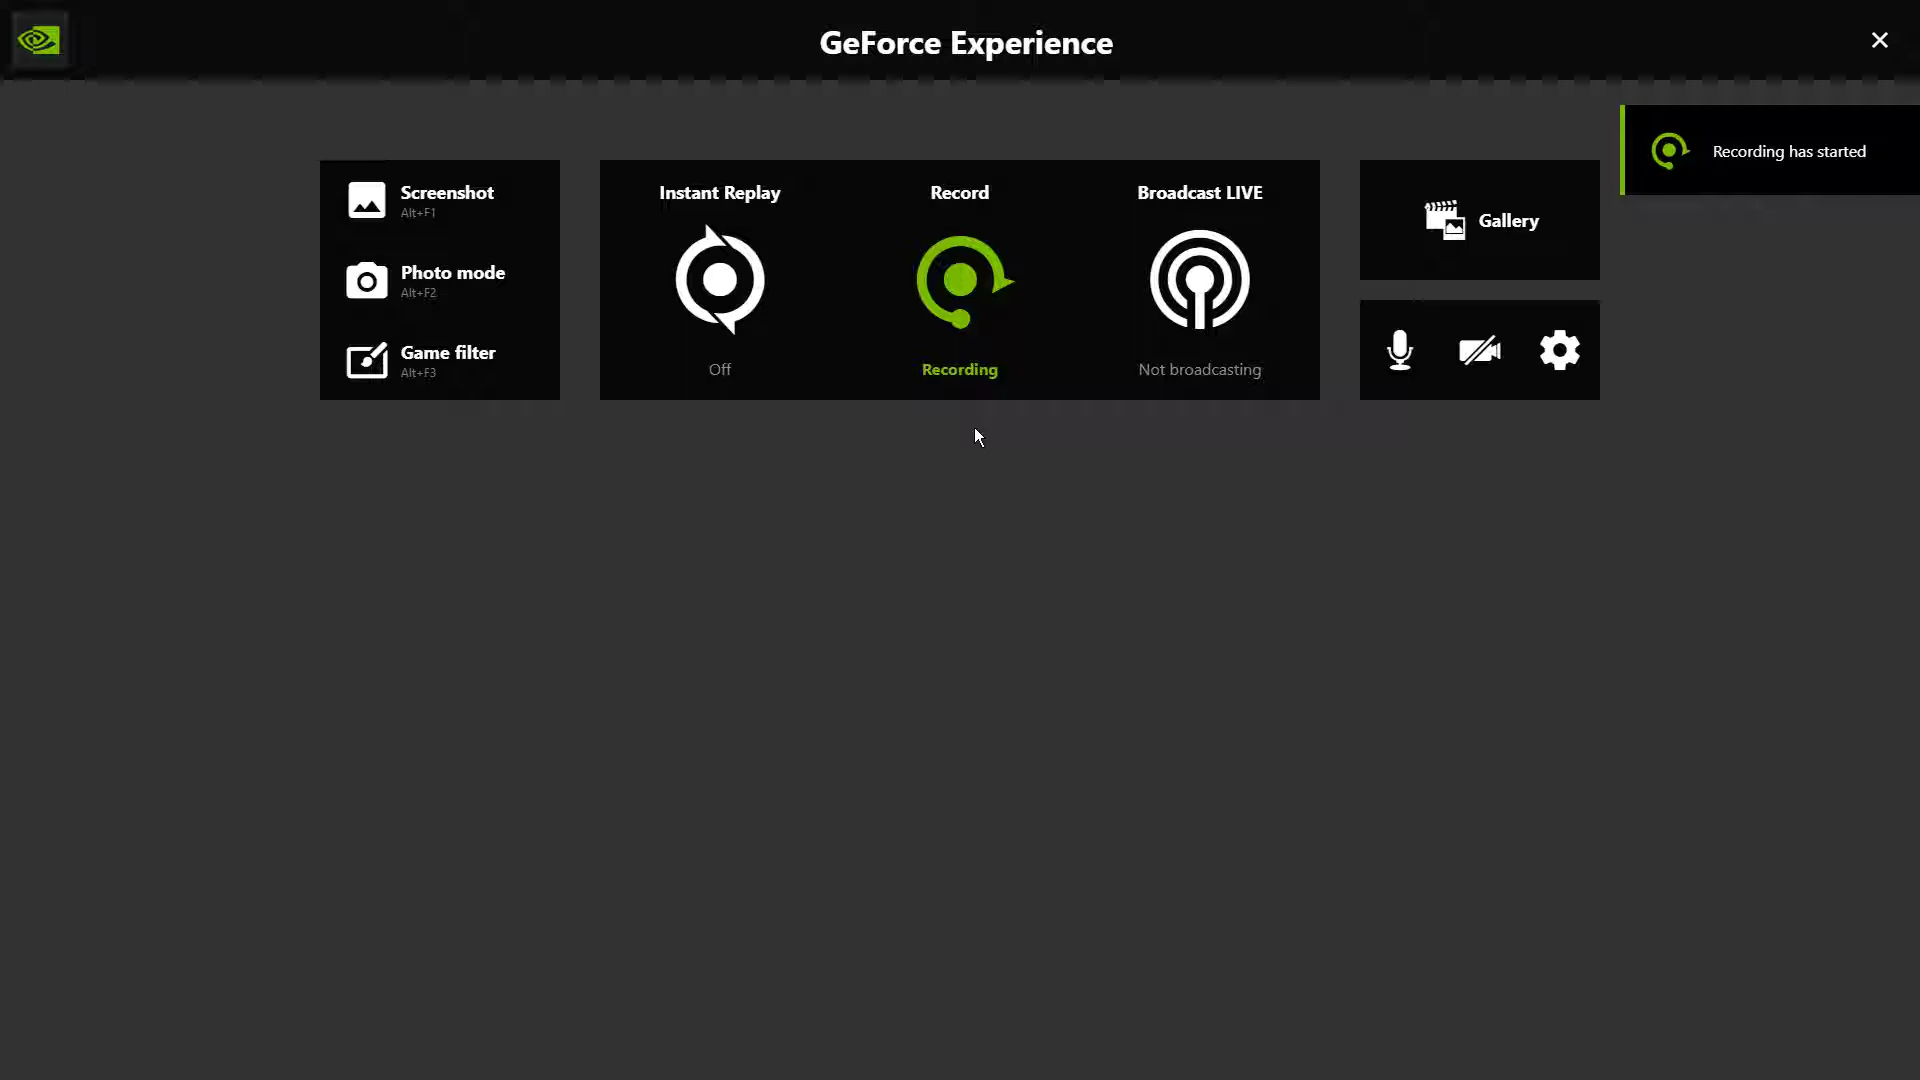 GeForce Experience
Recording has started
Screenshot
Alt+F1
Photo mode
Alt+F2
Game filter
Alt+F3
Instant Replay
Off
Record
Recording
Broadcast LIVE
Not broadcasting
Gallery